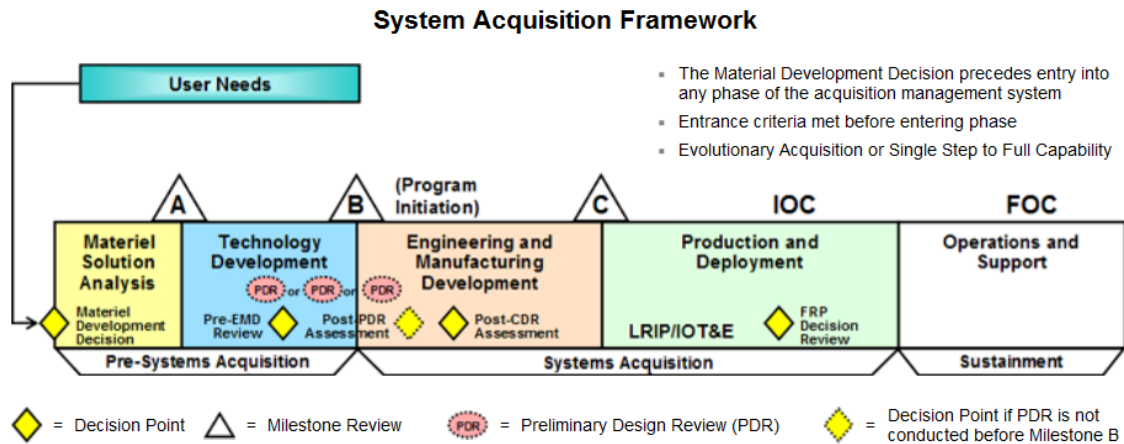 System Acquisition Framework
User Needs
▪ The Material Development Decision precedes entry into
any phase of the acquisition management system
▪ Entrance criteria met before entering phase
▪ Evolutionary Acquisition or Single Step to Full Capability
A
B
(Program
Initiation)
C
IOC
FOC
Materiel
Solution
Analysis
Technology
Development
Engineering and
Manufacturing
Development
Production and
Deployment
Operations and
Support
PDR or PDR or PDR
Materiel
Development
Decision
Pre-EMD
Review
Post-PDR
Assessment
Post-CDR
Assessment
LRIP/IOT&E
FRP
Decision
Review
Pre-Systems Acquisition
Systems Acquisition
Sustainment
= Decision Point
= Milestone Review
PDR = Preliminary Design Review (PDR)
= Decision Point if PDR is not
conducted before Milestone B